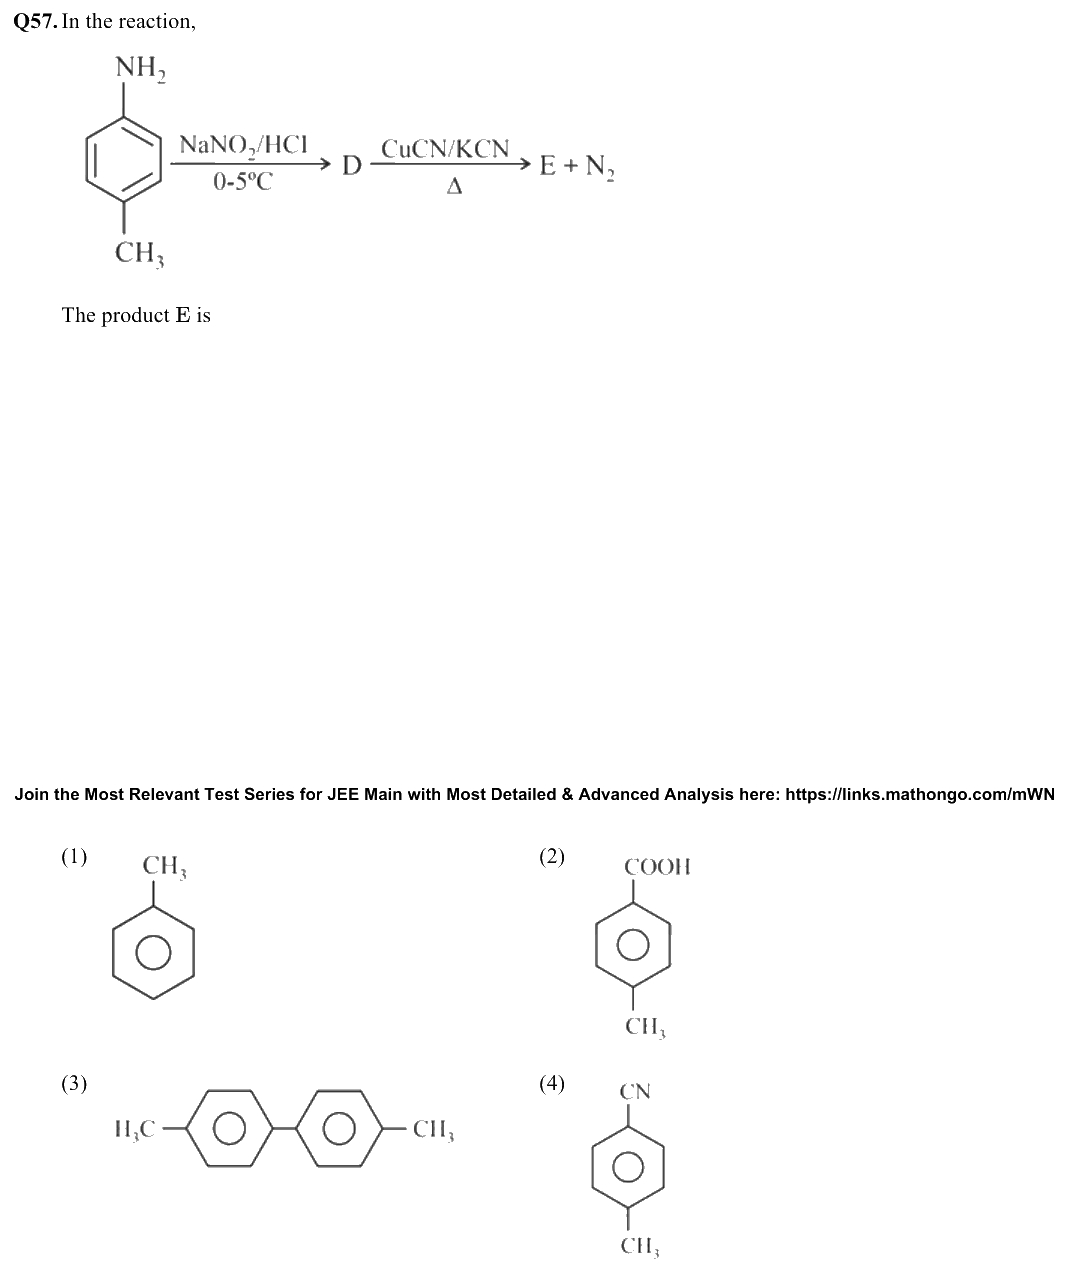 Q57. In the reaction,
NH₂
NaNO₂/HCl
0-5°C
D
CuCN/KCN
Δ
E + N₂
CH₃
The product E is
Join the Most Relevant Test Series for JEE Main with Most Detailed & Advanced Analysis here: https://links.mathongo.com/mWN
(1)
CH₃
(2)
COOH
CH₃
(3)
H₃C
CH₃
(4)
CN
CH₃